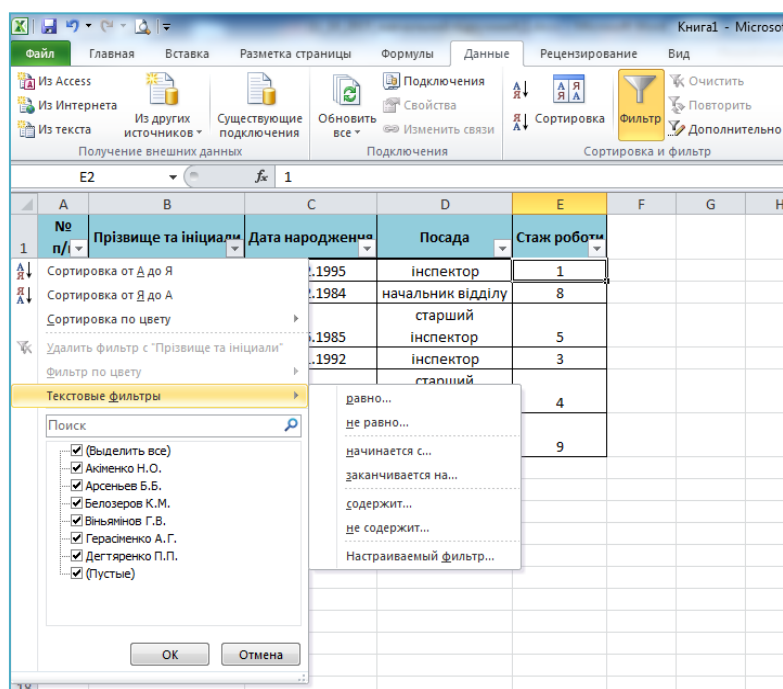 Книга1 - Microsof
Файл Главная Вставка Разметка страницы Формулы Данные Рецензирование Вид
Из Access
Из Интернета
Из текста
Из других источников
Существующие подключения
Получение внешних данных
Обновить все
Подключения
Свойства
Изменить связи
Подключения
Сортировка
Фильтр
Очистить
Повторить
Дополнительно
Сортировка и фильтр
E2 fx 1
A B C D E F G H
1 № п/ Прізвище та ініциали Дата народження Посада Стаж роботи
.1995 інспектор 1
.1984 начальник відділу 8
старший
.1985 інспектор 5
.1992 інспектор 3
старший
4
9
Сортировка от А до Я
Сортировка от Я до А
Сортировка по цвету
Удалить фильтр с "Прізвище та ініциали"
Фильтр по цвету
Текстовые фильтры
Поиск
(Выделить все)
Акіменко Н.О.
Арсеньев Б.Б.
Белозеров К.М.
Віньямінов Г.В.
Герасіменко А.Г.
Дегтяренко П.П.
(Пустые)
ОК Отмена
равно...
не равно...
начинается с...
заканчивается на...
содержит...
не содержит...
Настраиваемый фильтр...